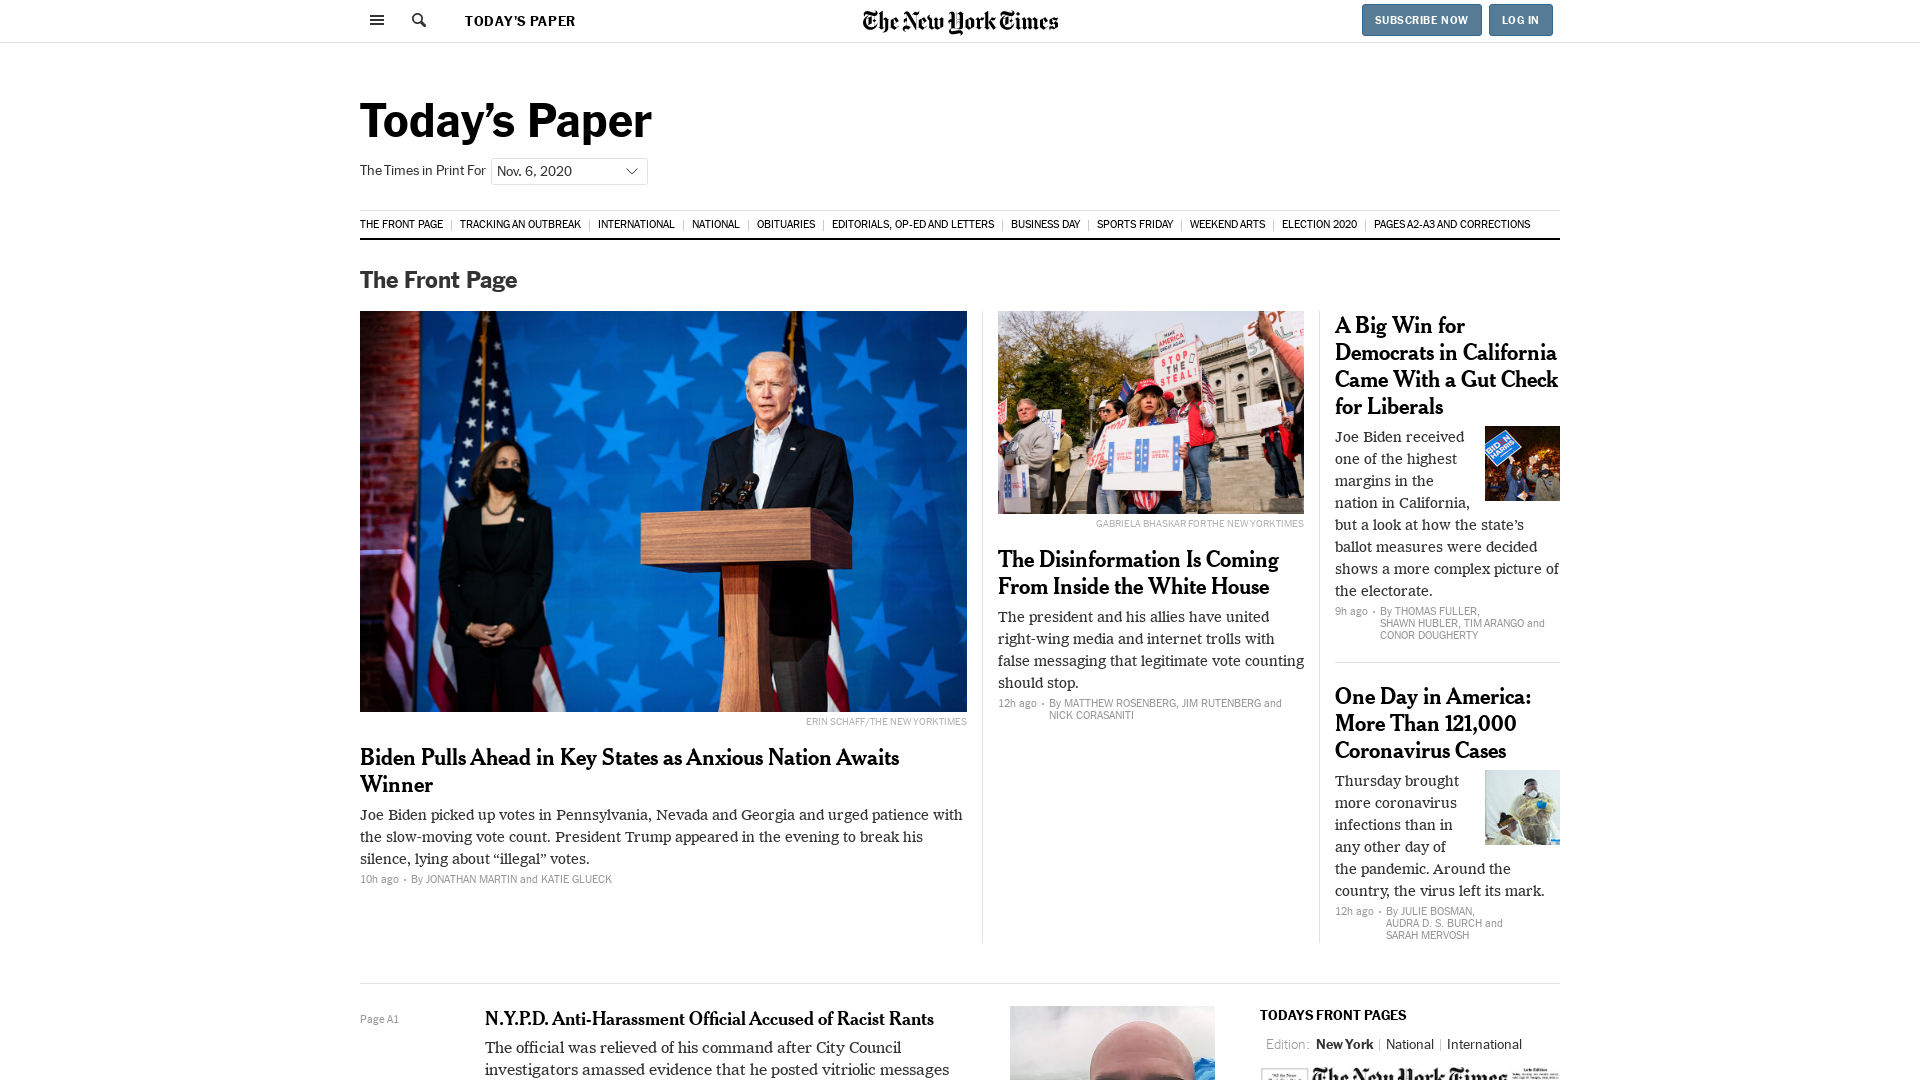 TODAY'S PAPER
The New York Times
SUBSCRIBE NOW
LOG IN
Today's Paper
The Times in Print For
Nov. 6, 2020
THE FRONT PAGE
TRACKING AN OUTBREAK
INTERNATIONAL
NATIONAL
OBITUARIES
EDITORIALS, OP-ED AND LETTERS
BUSINESS DAY
SPORTS FRIDAY
WEEKEND ARTS
ELECTION 2020
PAGES A2-A3 AND CORRECTIONS
The Front Page
ERIN SCHAFF/THE NEW YORK TIMES
Biden Pulls Ahead in Key States as Anxious Nation Awaits
Winner
Joe Biden picked up votes in Pennsylvania, Nevada and Georgia and urged patience with
the slow-moving vote count. President Trump appeared in the evening to break his
silence, lying about “illegal” votes.
10h ago • By JONATHAN MARTIN and KATIE GLUECK
STOP
THE
STEAL!
GABRIELA BHASKAR FOR THE NEW YORK TIMES
The Disinformation Is Coming
From Inside the White House
The president and his allies have united
right-wing media and internet trolls with
false messaging that legitimate vote counting
should stop.
12h ago • By MATTHEW ROSENBERG, JIM RUTENBERG and
NICK CORASANITI
A Big Win for
Democrats in California
Came With a Gut Check
for Liberals
BIDEN
HARRIS
Joe Biden received
one of the highest
margins in the
nation in California,
but a look at how the state’s
ballot measures were decided
shows a more complex picture of
the electorate.
9h ago • By THOMAS FULLER,
SHAWN HUBLER, TIM ARANGO and
CONOR DOUGHERTY
One Day in America:
More Than 121,000
Coronavirus Cases
Thursday brought
more coronavirus
infections than in
any other day of
the pandemic. Around the
country, the virus left its mark.
12h ago • By JULIE BOSMAN,
AUDRA D. S. BURCH and
SARAH MERVOSH
Page A1
N.Y.P.D. Anti-Harassment Official Accused of Racist Rants
The official was relieved of his command after City Council
investigators amassed evidence that he posted vitriolic messages
TODAYS FRONT PAGES
Edition: New York | National | International
The New York Times